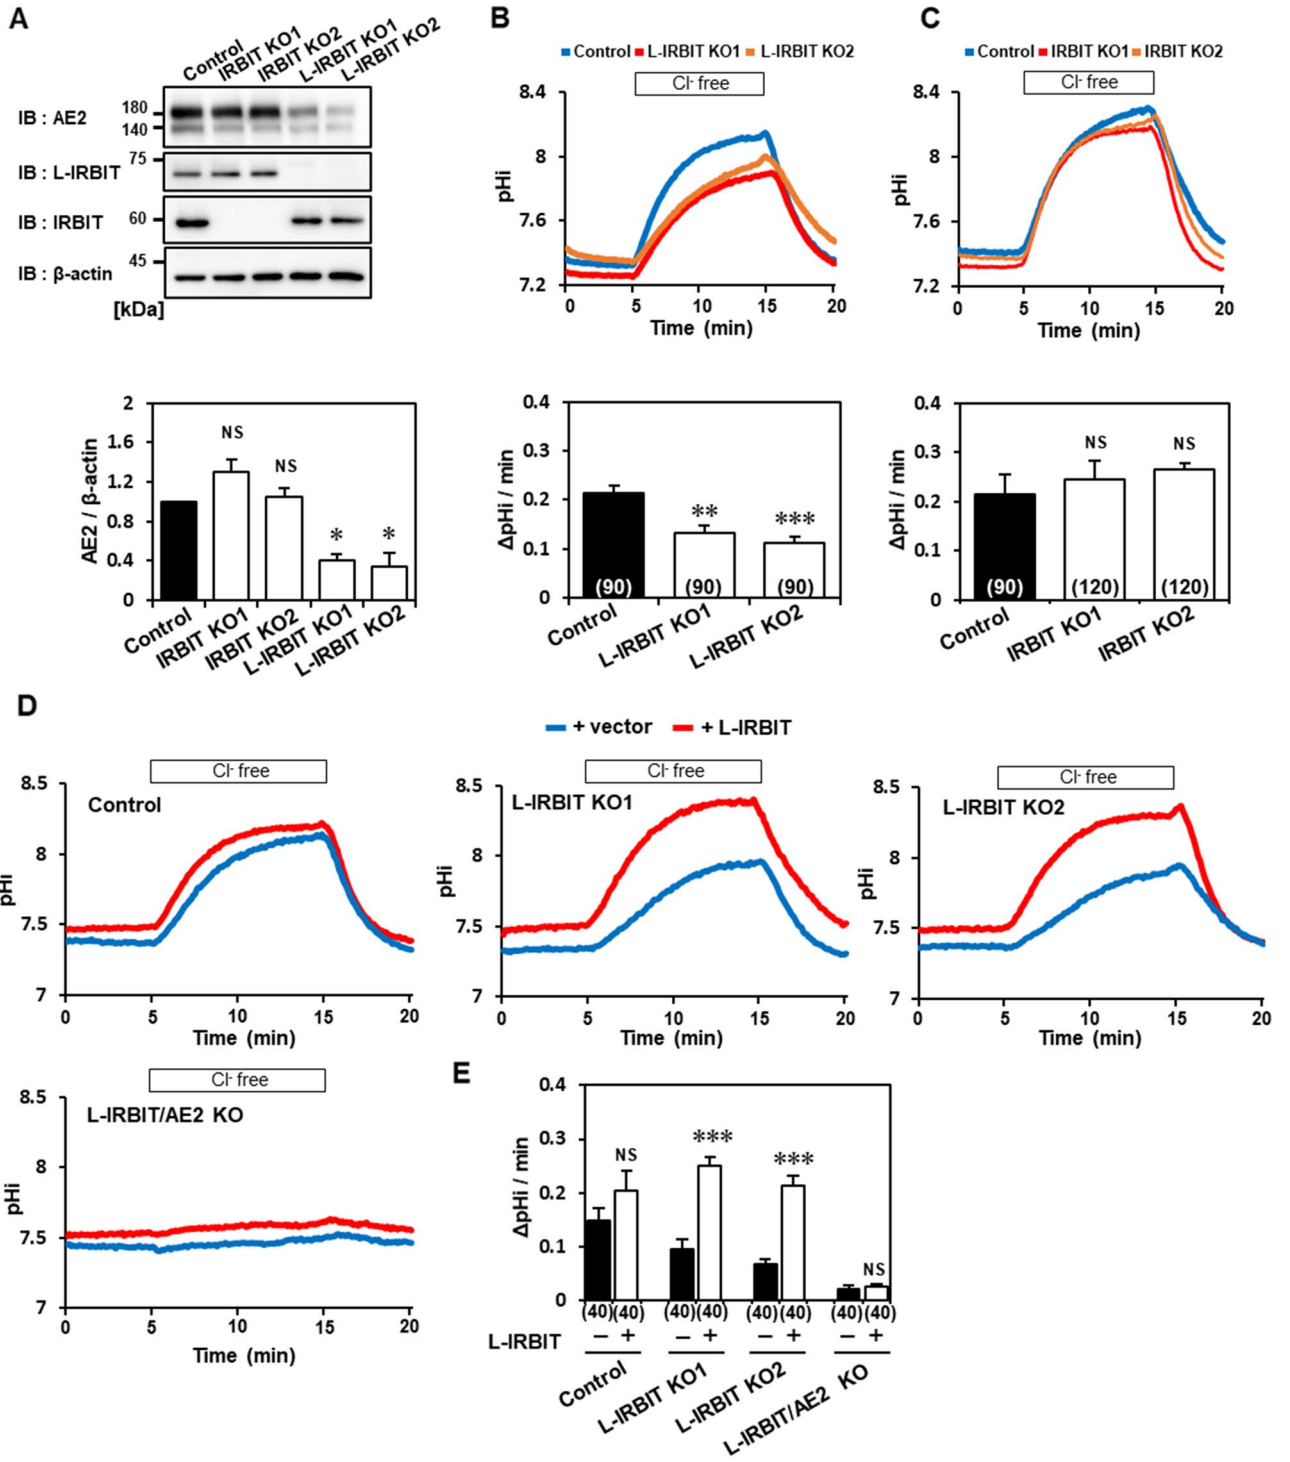 A
Control
IRBIT KO1
IRBIT KO2
L-IRBIT KO1
L-IRBIT KO2
IB : AE2
180
140
IB : L-IRBIT
75
IB : IRBIT
60
IB : β-actin
45
[kDa]
AE2 / β-actin
2
1.6
1.2
0.8
0.4
0
NS
NS
*
*
Control
IRBIT KO1
IRBIT KO2
L-IRBIT KO1
L-IRBIT KO2
B
Control L-IRBIT KO1 L-IRBIT KO2
Cl- free
pHi
8.4
8
7.6
7.2
0 5 10 15 20
Time (min)
ΔpHi / min
0.4
0.3
0.2
0.1
0
**
***
(90) (90) (90)
Control
L-IRBIT KO1
L-IRBIT KO2
C
Control IRBIT KO1 IRBIT KO2
Cl- free
pHi
8.4
8
7.6
7.2
0 5 10 15 20
Time (min)
ΔpHi / min
0.4
0.3
0.2
0.1
0
NS
NS
(90) (120) (120)
Control
IRBIT KO1
IRBIT KO2
D
+ vector + L-IRBIT
Cl- free
Control
pHi
8.5
8
7.5
7
0 5 10 15 20
Time (min)
Cl- free
L-IRBIT KO1
pHi
8.5
8
7.5
7
0 5 10 15 20
Time (min)
Cl- free
L-IRBIT KO2
pHi
8.5
8
7.5
7
0 5 10 15 20
Time (min)
Cl- free
L-IRBIT/AE2 KO
pHi
8.5
8
7.5
7
0 5 10 15 20
Time (min)
E
ΔpHi / min
0.4
0.3
0.2
0.1
0
NS
***
***
NS
(40) (40) (40) (40) (40) (40) (40) (40)
L-IRBIT − + − + − + − +
Control
L-IRBIT KO1
L-IRBIT KO2
L-IRBIT/AE2 KO